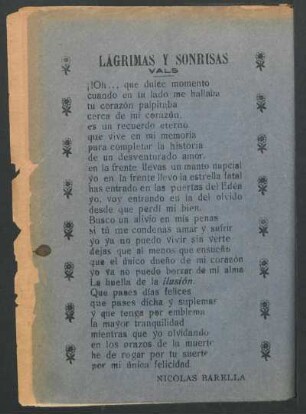 LAGRIMAS Y SONRISAS
VALS
¡Oh... que dulce momento
cuando en tu lado me hallaba
tu corazón palpitaba
cerca de mi corazón,
es un recuerdo eterno
que vive en mi memoria
para completar la historia
de un desventurado amor.
en la frente llevas un manto nupcial
yo en la frente llevo la estrella fatal
has entrado en las puertas del Edén
yo, voy entrando en la del olvido
desde que perdí mi bien.
Busco un alivio en mis penas
si tú me condenas amar y sufrir
yo ya no puedo vivir sin verte
dejas que al menos que ensueñe
que el dulce dueño de mi corazón
yo ya no puedo borrar de mi alma
La huella de la ilusión.
Que pases días felices
que pases dicha y
y que tenga por emblema
la mayor tranquilidad
mientras que yo olvidando
en los brazos de la muerte
he de rogar por tu suerte
por mi única felicidad.
NICOLAS BARELLA